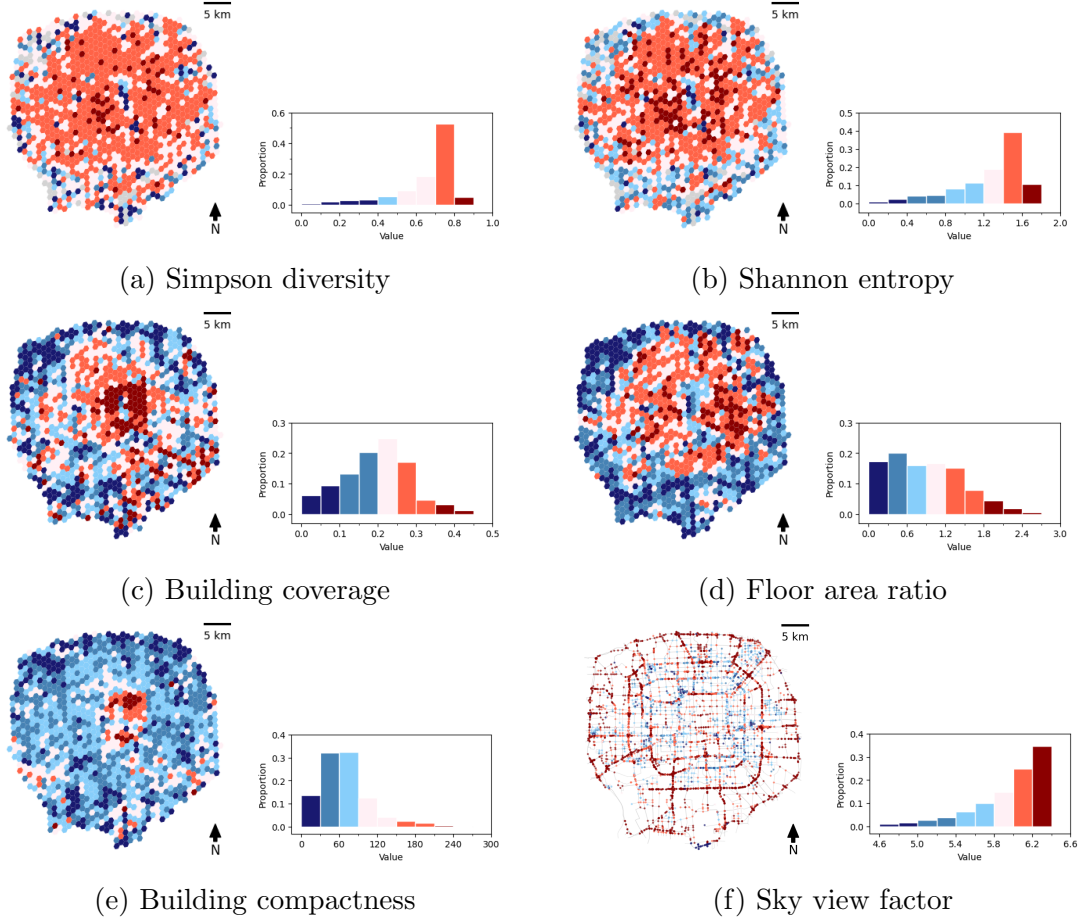 5 km
N
Proportion
0.6
0.4
0.2
0.0
0.0 0.2 0.4 0.6 0.8 1.0
Value
(a) Simpson diversity
5 km
N
Proportion
0.5
0.4
0.3
0.2
0.1
0.0
0.0 0.4 0.8 1.2 1.6 2.0
Value
(b) Shannon entropy
5 km
N
Proportion
0.3
0.2
0.1
0.0
0.0 0.1 0.2 0.3 0.4 0.5
Value
(c) Building coverage
5 km
N
Proportion
0.3
0.2
0.1
0.0
0.0 0.6 1.2 1.8 2.4 3.0
Value
(d) Floor area ratio
5 km
N
Proportion
0.4
0.3
0.2
0.1
0.0
0 60 120 180 240 300
Value
(e) Building compactness
5 km
N
Proportion
0.4
0.3
0.2
0.1
0.0
4.6 5.0 5.4 5.8 6.2 6.6
Value
(f) Sky view factor